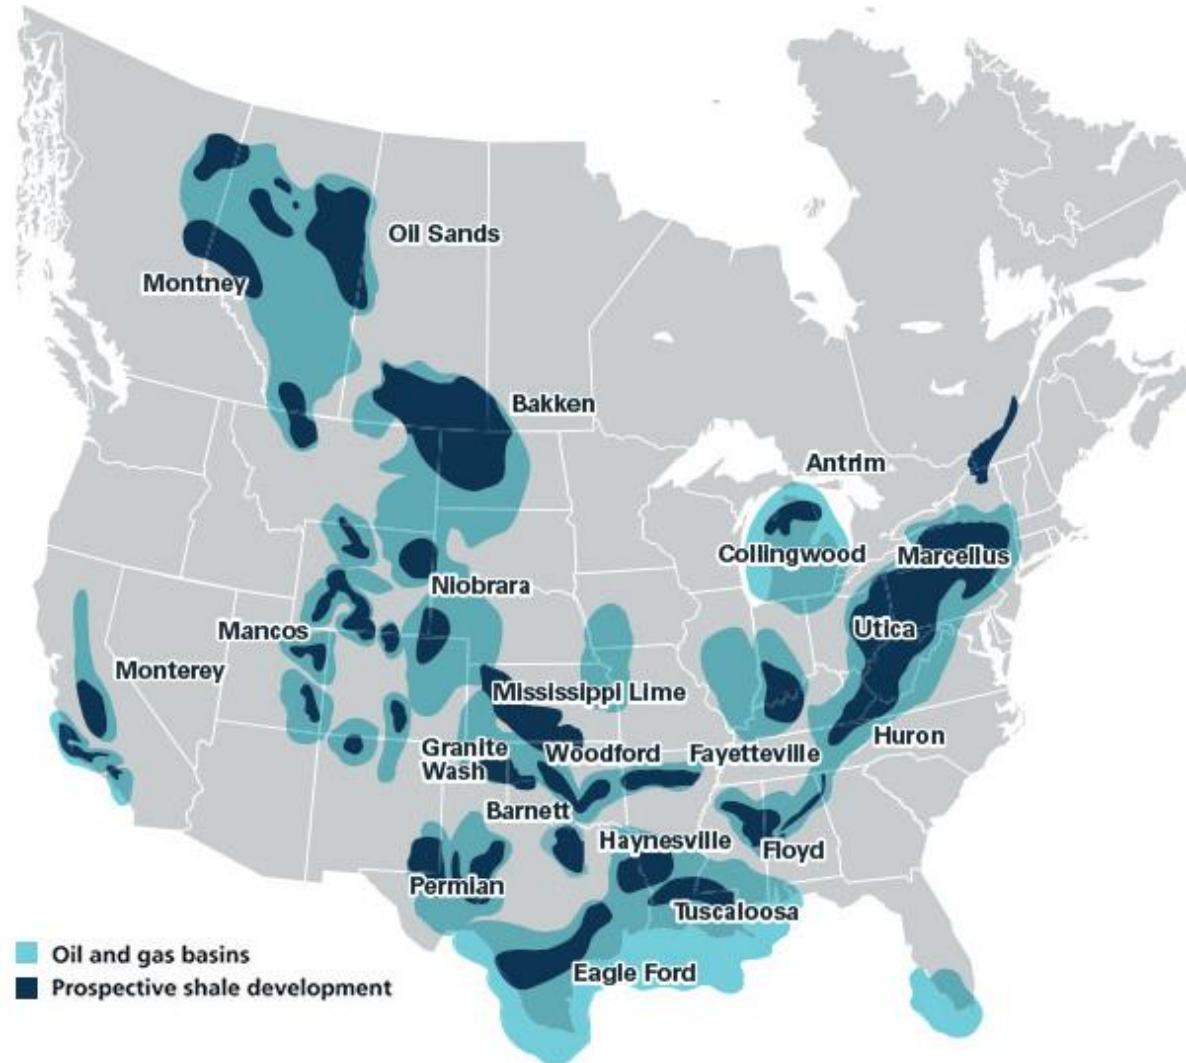 Oil Sands
Montney
Bakken
Antrim
Collingwood
Marcellus
Niobrara
Mancos
Utica
Monterey
Mississippi Lime
Huron
Granite
Wash
Woodford
Fayetteville
Barnett
Haynesville
Floyd
Permian
Tuscaloosa
Eagle Ford
Oil and gas basins
Prospective shale development